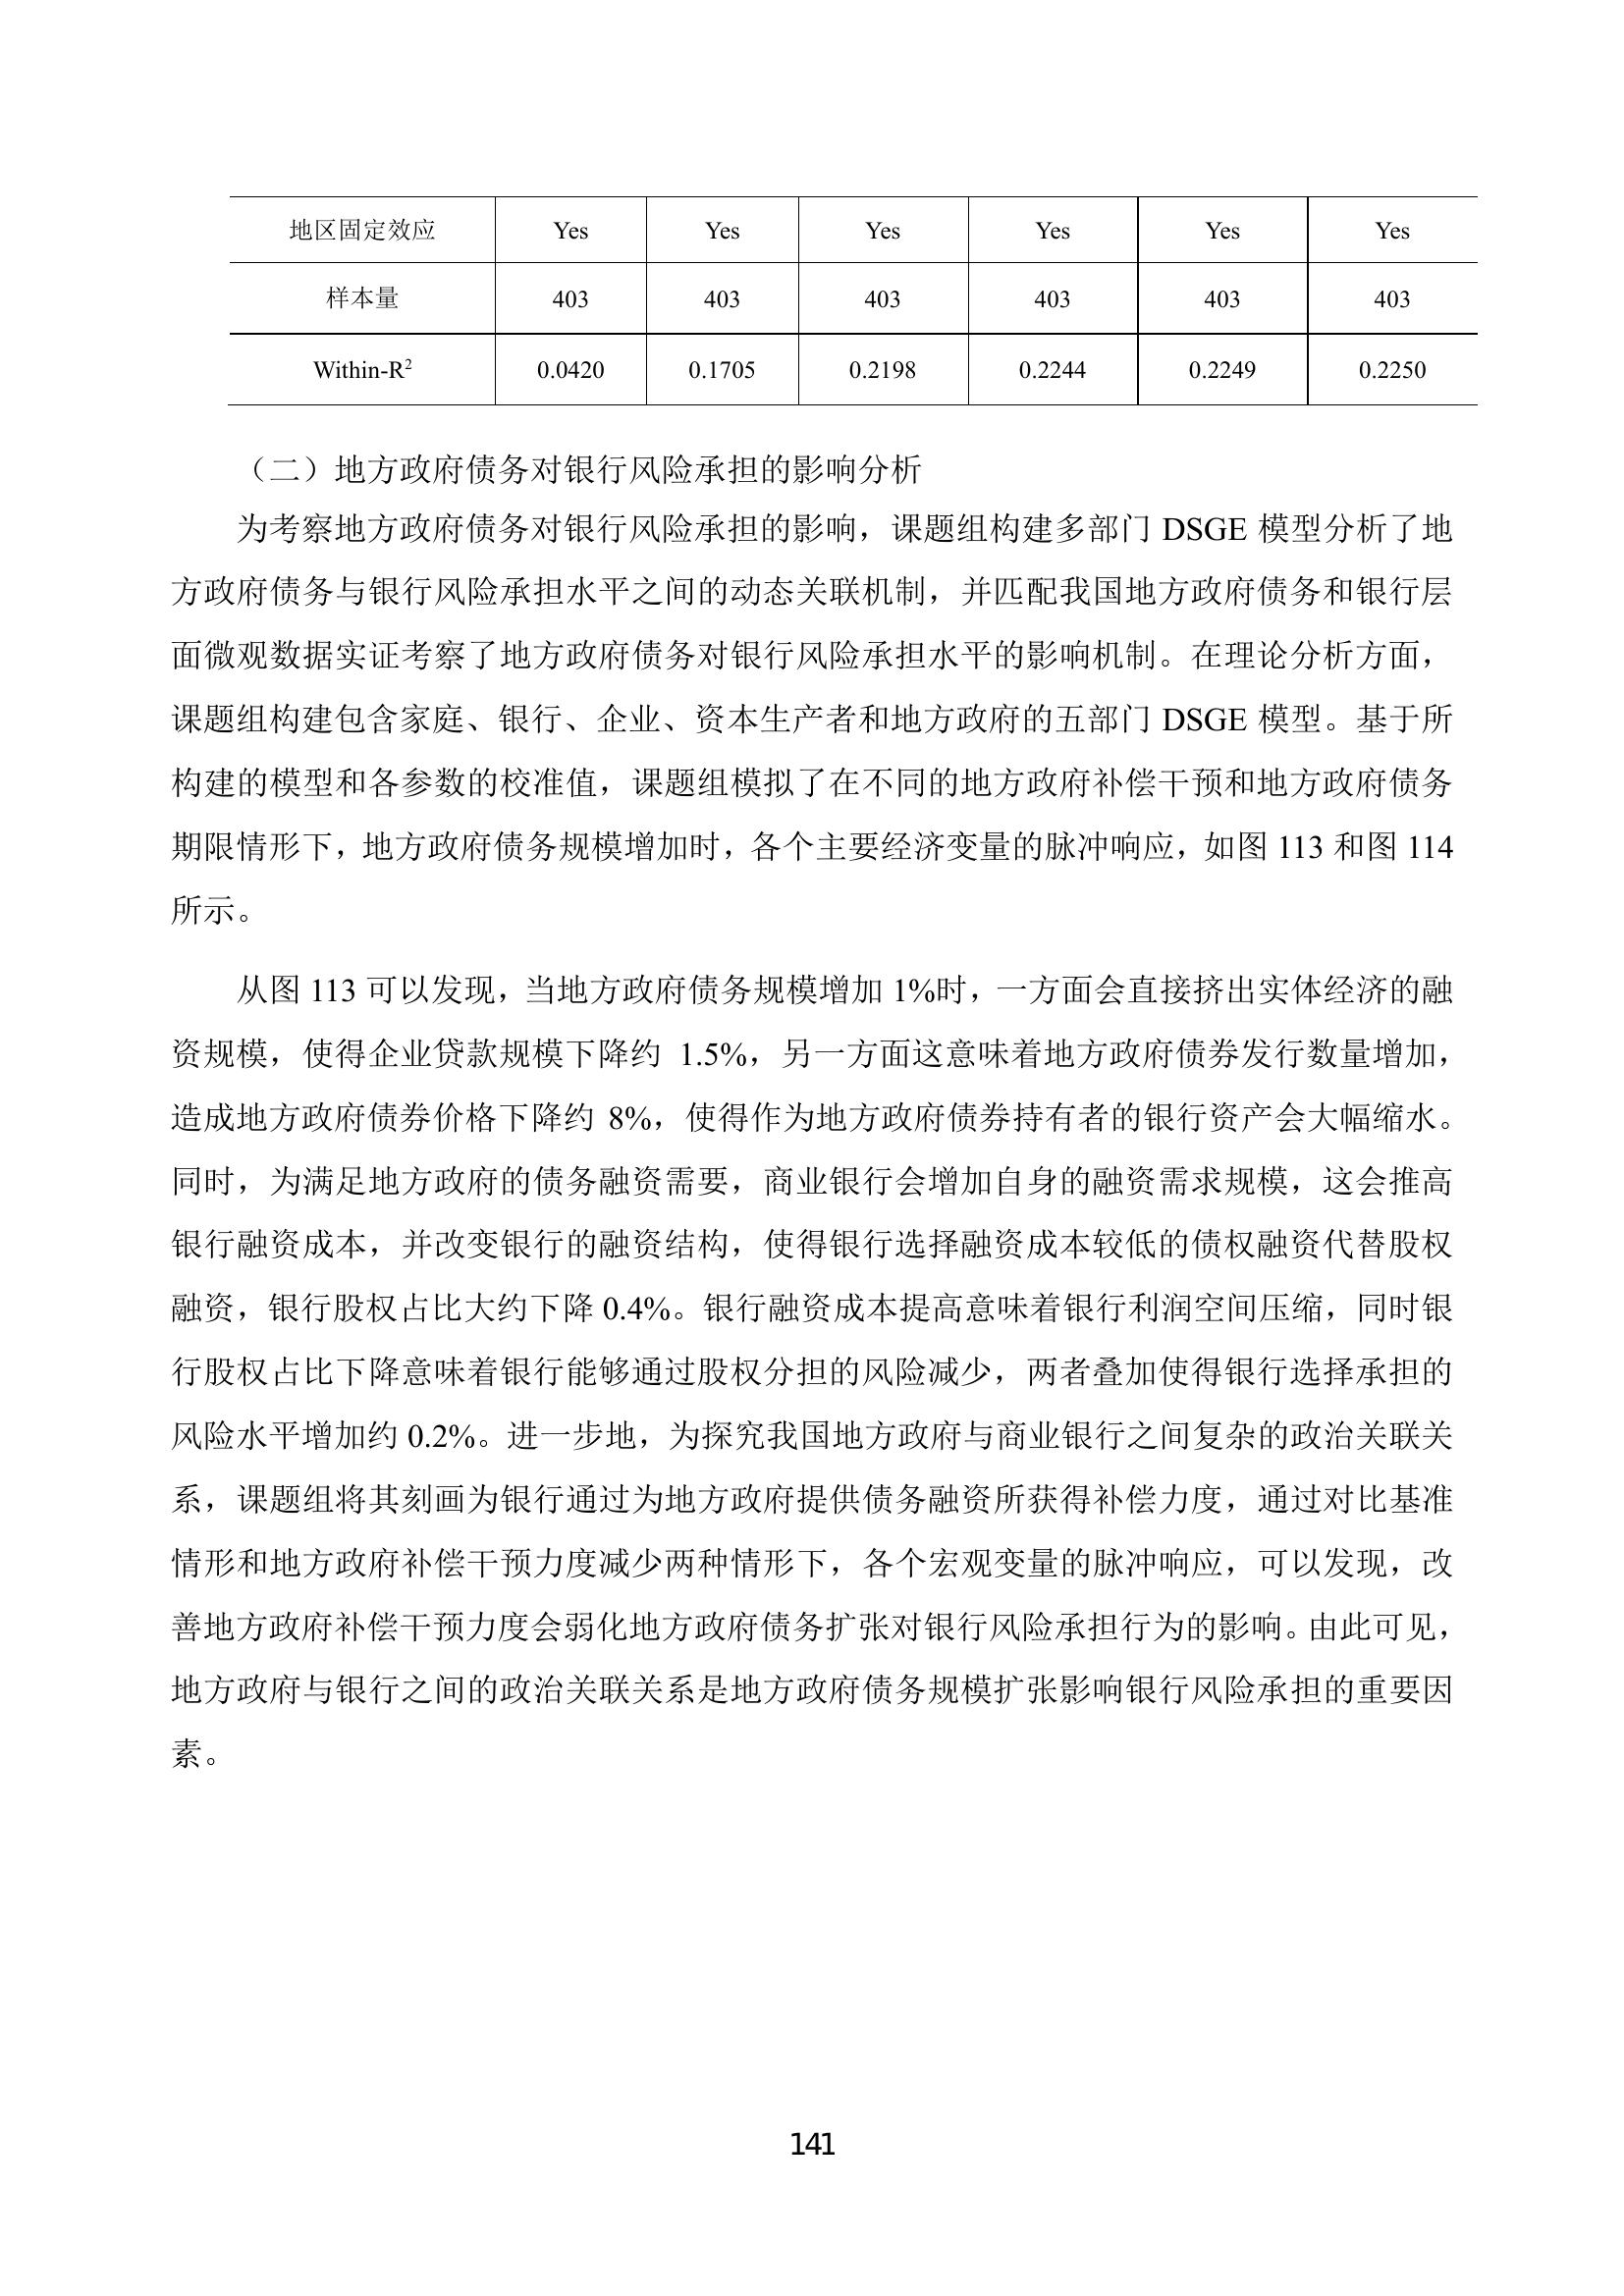 地区固定效应 Yes Yes Yes Yes Yes Yes
样本量 403 403 403 403 403 403
Within-R² 0.0420 0.1705 0.2198 0.2244 0.2249 0.2250
（二）地方政府债务对银行风险承担的影响分析
为考察地方政府债务对银行风险承担的影响，课题组构建多部门 DSGE 模型分析了地
方政府债务与银行风险承担水平之间的动态关联机制，并匹配我国地方政府债务和银行层
面微观数据实证考察了地方政府债务对银行风险承担水平的影响机制。在理论分析方面，
课题组构建包含家庭、银行、企业、资本生产者和地方政府的五部门 DSGE 模型。基于所
构建的模型和各参数的校准值，课题组模拟了在不同的地方政府补偿干预和地方政府债务
期限情形下，地方政府债务规模增加时，各个主要经济变量的脉冲响应，如图 113 和图 114
所示。
从图 113 可以发现，当地方政府债务规模增加 1%时，一方面会直接挤出实体经济的融
资规模，使得企业贷款规模下降约 1.5%，另一方面这意味着地方政府债券发行数量增加，
造成地方政府债券价格下降约 8%，使得作为地方政府债券持有者的银行资产会大幅缩水。
同时，为满足地方政府的债务融资需要，商业银行会增加自身的融资需求规模，这会推高
银行融资成本，并改变银行的融资结构，使得银行选择融资成本较低的债权融资代替股权
融资，银行股权占比大约下降 0.4%。银行融资成本提高意味着银行利润空间压缩，同时银
行股权占比下降意味着银行能够通过股权分担的风险减少，两者叠加使得银行选择承担的
风险水平增加约 0.2%。进一步地，为探究我国地方政府与商业银行之间复杂的政治关联关
系，课题组将其刻画为银行通过为地方政府提供债务融资所获得补偿力度，通过对比基准
情形和地方政府补偿干预力度减少两种情形下，各个宏观变量的脉冲响应，可以发现，改
善地方政府补偿干预力度会弱化地方政府债务扩张对银行风险承担行为的影响。由此可见，
地方政府与银行之间的政治关联关系是地方政府债务规模扩张影响银行风险承担的重要因
素。
141